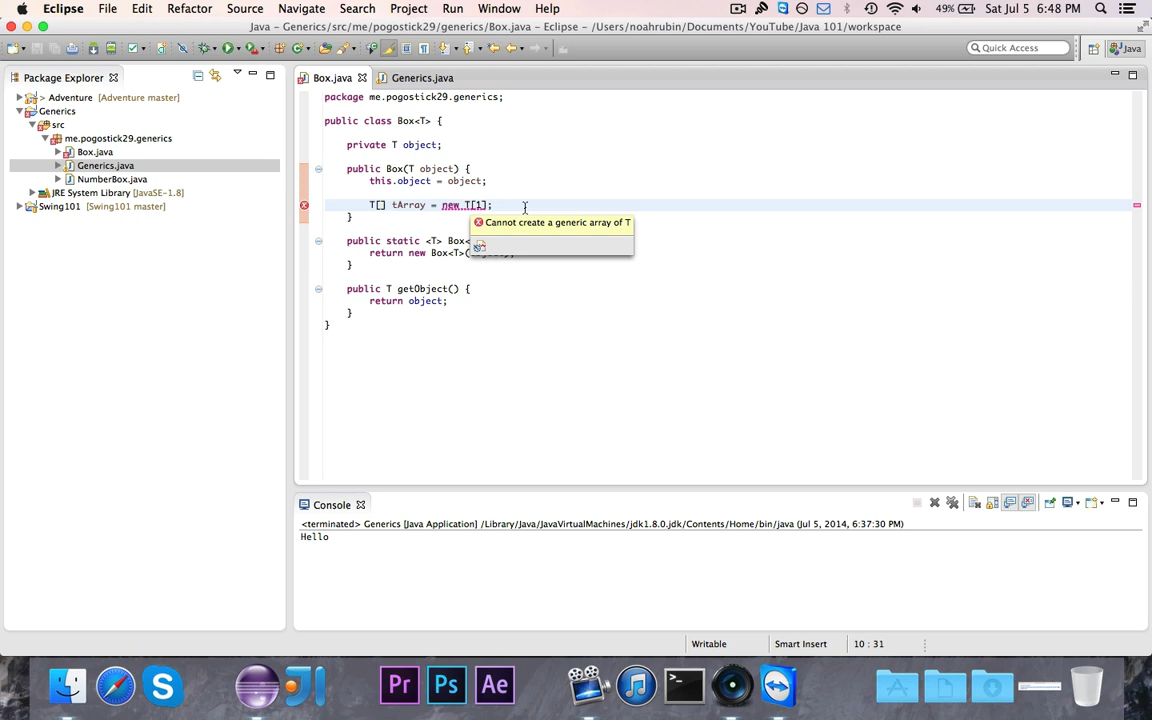 Eclipse File Edit Refactor Source Navigate Search Project Run Window Help 49% Sat Jul 5 6:48 PM
Java – Generics/src/me/pogostick29/generics/Box.java – Eclipse – /Users/noahrubin/Documents/YouTube/Java 101/workspace
Quick Access Java
Package Explorer
> Adventure [Adventure master]
Generics
src
me.pogostick29.generics
Box.java
Generics.java
NumberBox.java
JRE System Library [JavaSE-1.8]
Swing101 [Swing101 master]
Box.java Generics.java
package me.pogostick29.generics;
public class Box<T> {
private T object;
public Box(T object) {
this.object = object;
T[] tArray = new T[1];
}
Cannot create a generic array of T
public static <T> Box<
return new Box<T>(
}
public T getObject() {
return object;
}
}
Console
<terminated> Generics [Java Application] /Library/Java/JavaVirtualMachines/jdk1.8.0.jdk/Contents/Home/bin/java (Jul 5, 2014, 6:37:30 PM)
Hello
Writable Smart Insert 10 : 31
Pr Ps Ae